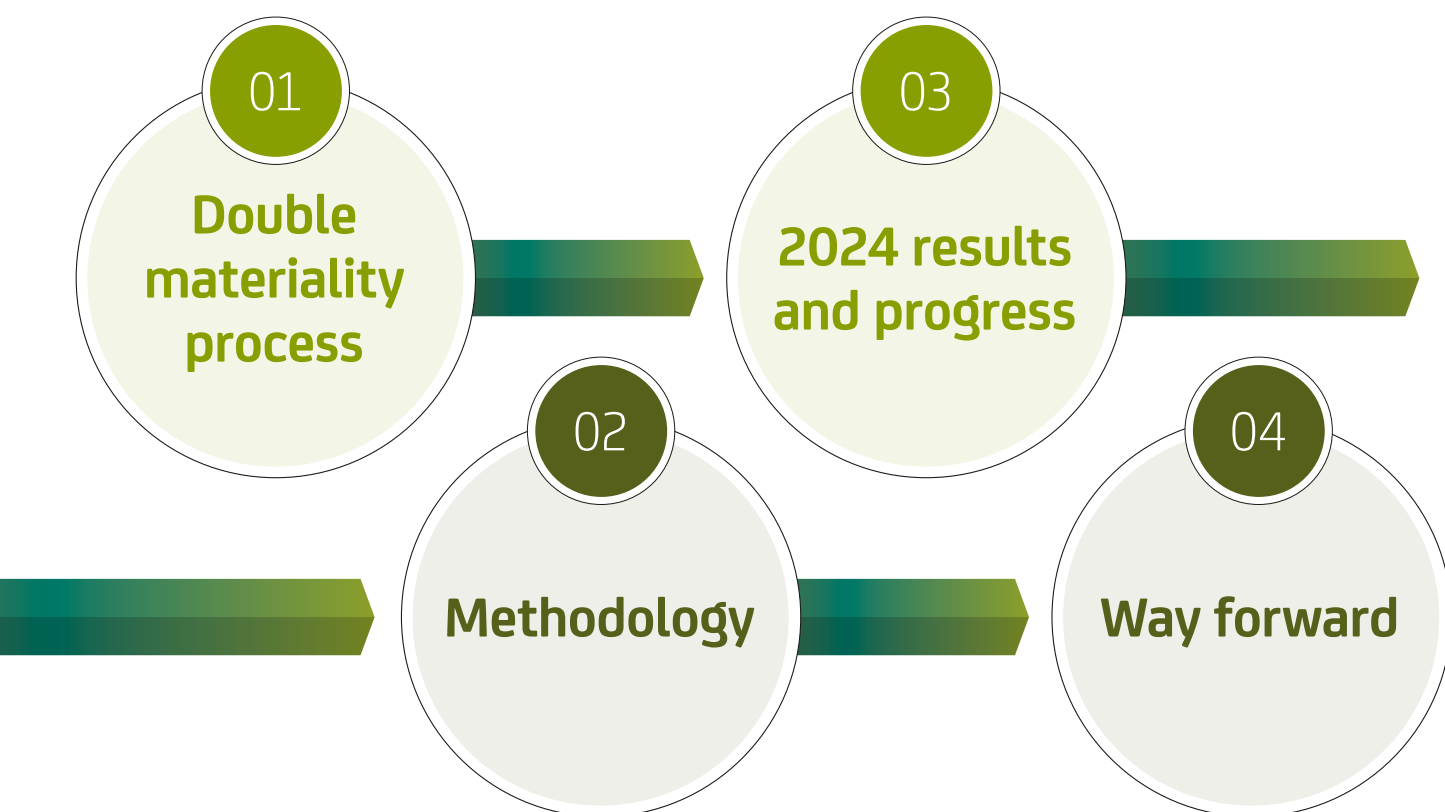 01
Double
materiality
process
02
Methodology
03
2024 results
and progress
04
Way forward